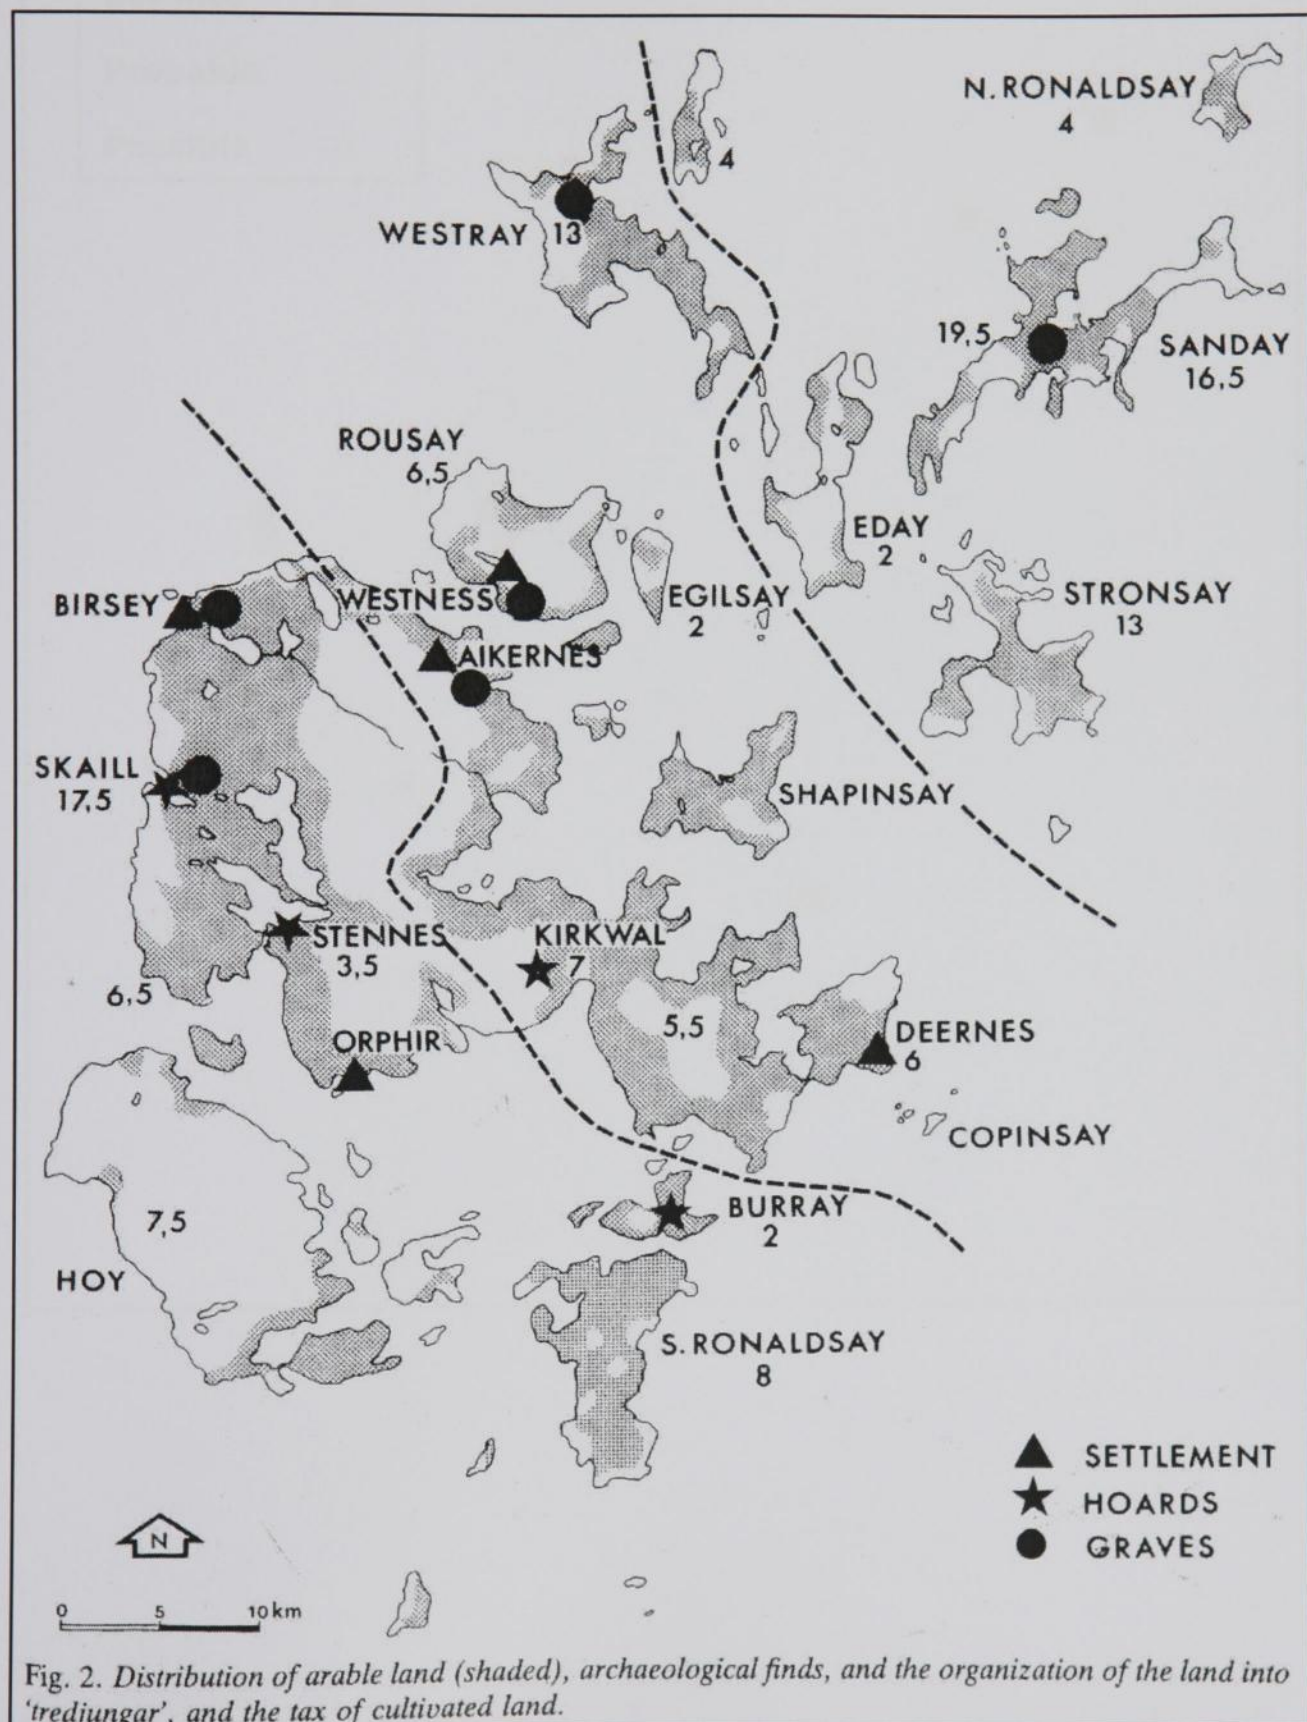 N. RONALDSAY
4
4
WESTRAY 13
19,5
SANDAY
16,5
ROUSAY
6,5
EDAY
2
BIRSEY
WESTNESS
EGILSAY
2
STRONSAY
13
AIKERNES
SKAILL
17,5
SHAPINSAY
STENNES
3,5
KIRKWAL
7
6,5
5,5
DEERNES
6
ORPHIR
COPINSAY
7,5
BURRAY
2
HOY
S. RONALDSAY
8
SETTLEMENT
HOARDS
GRAVES
N
0 5 10 km
Fig. 2. Distribution of arable land (shaded), archaeological finds, and the organization of the land into
'tredjungar', and the tax of cultivated land.